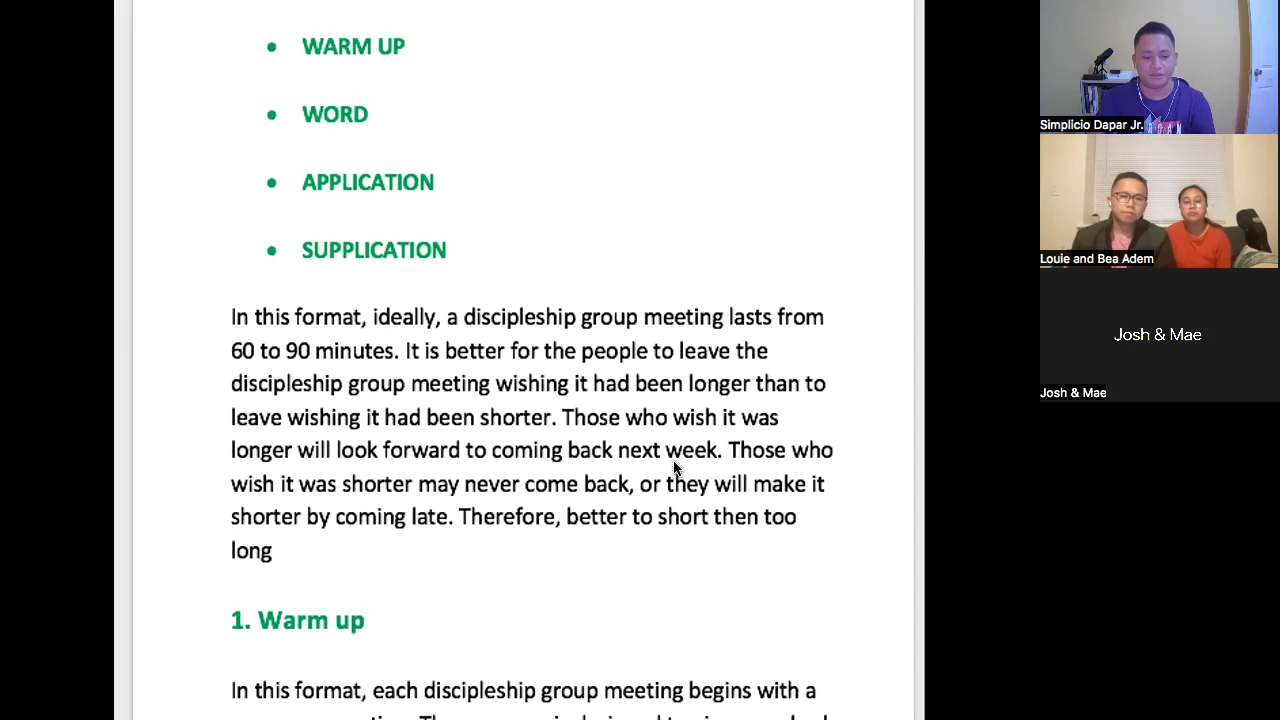 WARM UP
WORD
APPLICATION
SUPPLICATION
In this format, ideally, a discipleship group meeting lasts from
60 to 90 minutes. It is better for the people to leave the
discipleship group meeting wishing it had been longer than to
leave wishing it had been shorter. Those who wish it was
longer will look forward to coming back next week. Those who
wish it was shorter may never come back, or they will make it
shorter by coming late. Therefore, better to short then too
long
1. Warm up
In this format, each discipleship group meeting begins with a
Simplicio Dapar Jr.
Louie and Bea Adem
Josh & Mae
Josh & Mae